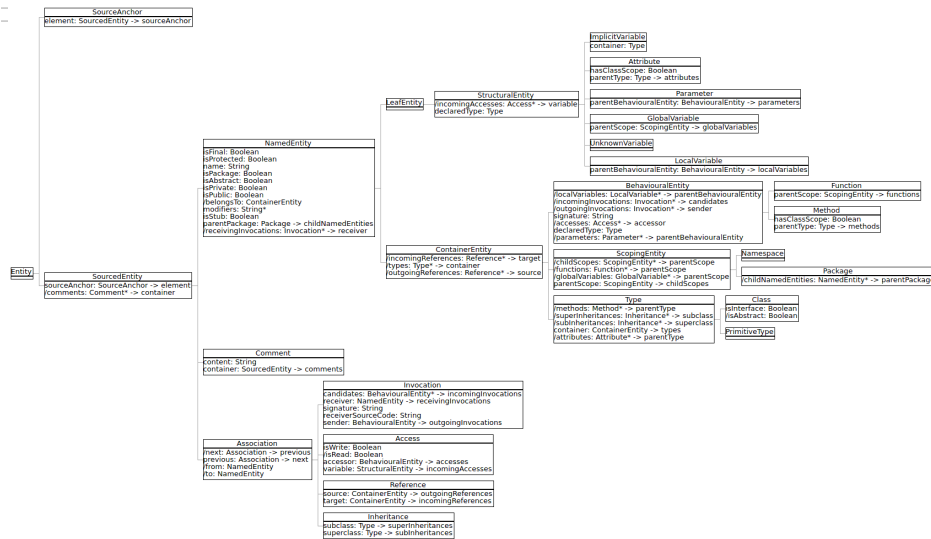 SourceAnchor
element: SourcedEntity -> sourceAnchor
ImplicitVariable
container: Type
Attribute
hasClassScope: Boolean
parentType: Type -> attributes
LeafEntity
StructuralEntity
/incomingAccesses: Access* -> variable
declaredType: Type
Parameter
parentBehaviouralEntity: BehaviouralEntity -> parameters
GlobalVariable
parentScope: ScopingEntity -> globalVariables
UnknownVariable
LocalVariable
parentBehaviouralEntity: BehaviouralEntity -> localVariables
NamedEntity
isFinal: Boolean
isProtected: Boolean
name: String
isPackage: Boolean
isAbstract: Boolean
isPrivate: Boolean
isPublic: Boolean
/belongsTo: ContainerEntity
modifiers: String*
isStub: Boolean
parentPackage: Package -> childNamedEntities
/receivingInvocations: Invocation* -> receiver
BehaviouralEntity
/localVariables: LocalVariable* -> parentBehaviouralEntity
/incomingInvocations: Invocation* -> candidates
/outgoingInvocations: Invocation* -> sender
signature: String
/accesses: Access* -> accessor
declaredType: Type
/parameters: Parameter* -> parentBehaviouralEntity
Function
parentScope: ScopingEntity -> functions
Method
hasClassScope: Boolean
parentType: Type -> methods
ContainerEntity
/incomingReferences: Reference* -> target
/types: Type* -> container
/outgoingReferences: Reference* -> source
ScopingEntity
/childScopes: ScopingEntity* -> parentScope
/functions: Function* -> parentScope
/globalVariables: GlobalVariable* -> parentScope
parentScope: ScopingEntity -> childScopes
Namespace
Package
/childNamedEntities: NamedEntity* -> parentPackage
Entity
SourcedEntity
sourceAnchor: SourceAnchor -> element
/comments: Comment* -> container
Type
/methods: Method* -> parentType
/superInheritances: Inheritance* -> subclass
/subInheritances: Inheritance* -> superclass
container: ContainerEntity -> types
/attributes: Attribute* -> parentType
Class
isInterface: Boolean
/isAbstract: Boolean
PrimitiveType
Comment
content: String
container: SourcedEntity -> comments
Invocation
candidates: BehaviouralEntity* -> incomingInvocations
receiver: NamedEntity -> receivingInvocations
signature: String
receiverSourceCode: String
sender: BehaviouralEntity -> outgoingInvocations
Association
/next: Association -> previous
previous: Association -> next
/from: NamedEntity
/to: NamedEntity
Access
isWrite: Boolean
/isRead: Boolean
accessor: BehaviouralEntity -> accesses
variable: StructuralEntity -> incomingAccesses
Reference
source: ContainerEntity -> outgoingReferences
target: ContainerEntity -> incomingReferences
Inheritance
subclass: Type -> superInheritances
superclass: Type -> subInheritances